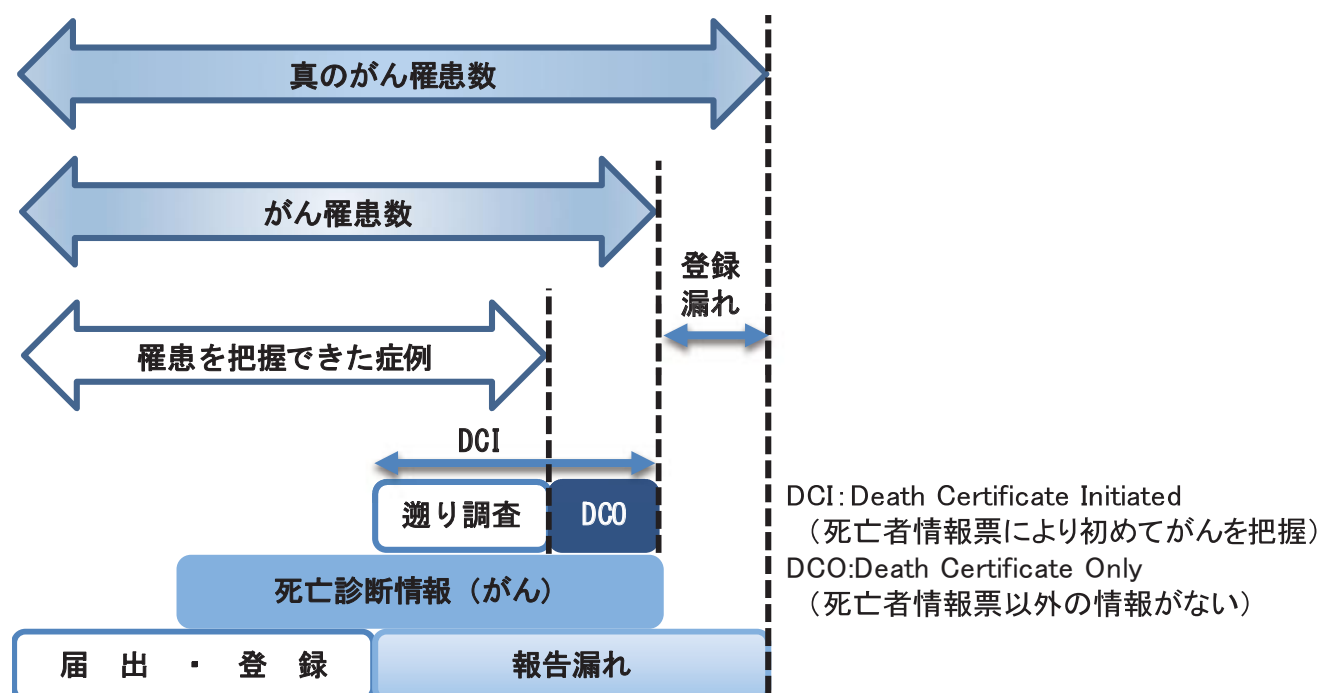 真のがん罹患数
がん罹患数
登録
漏れ
罹患を把握できた症例
DCI
遡り調査
DCO
DCI:Death Certificate Initiated
(死亡者情報票により初めてがんを把握)
DCO:Death Certificate Only
(死亡者情報票以外の情報がない)
死亡診断情報(がん)
届 出 ・ 登 録
報告漏れ